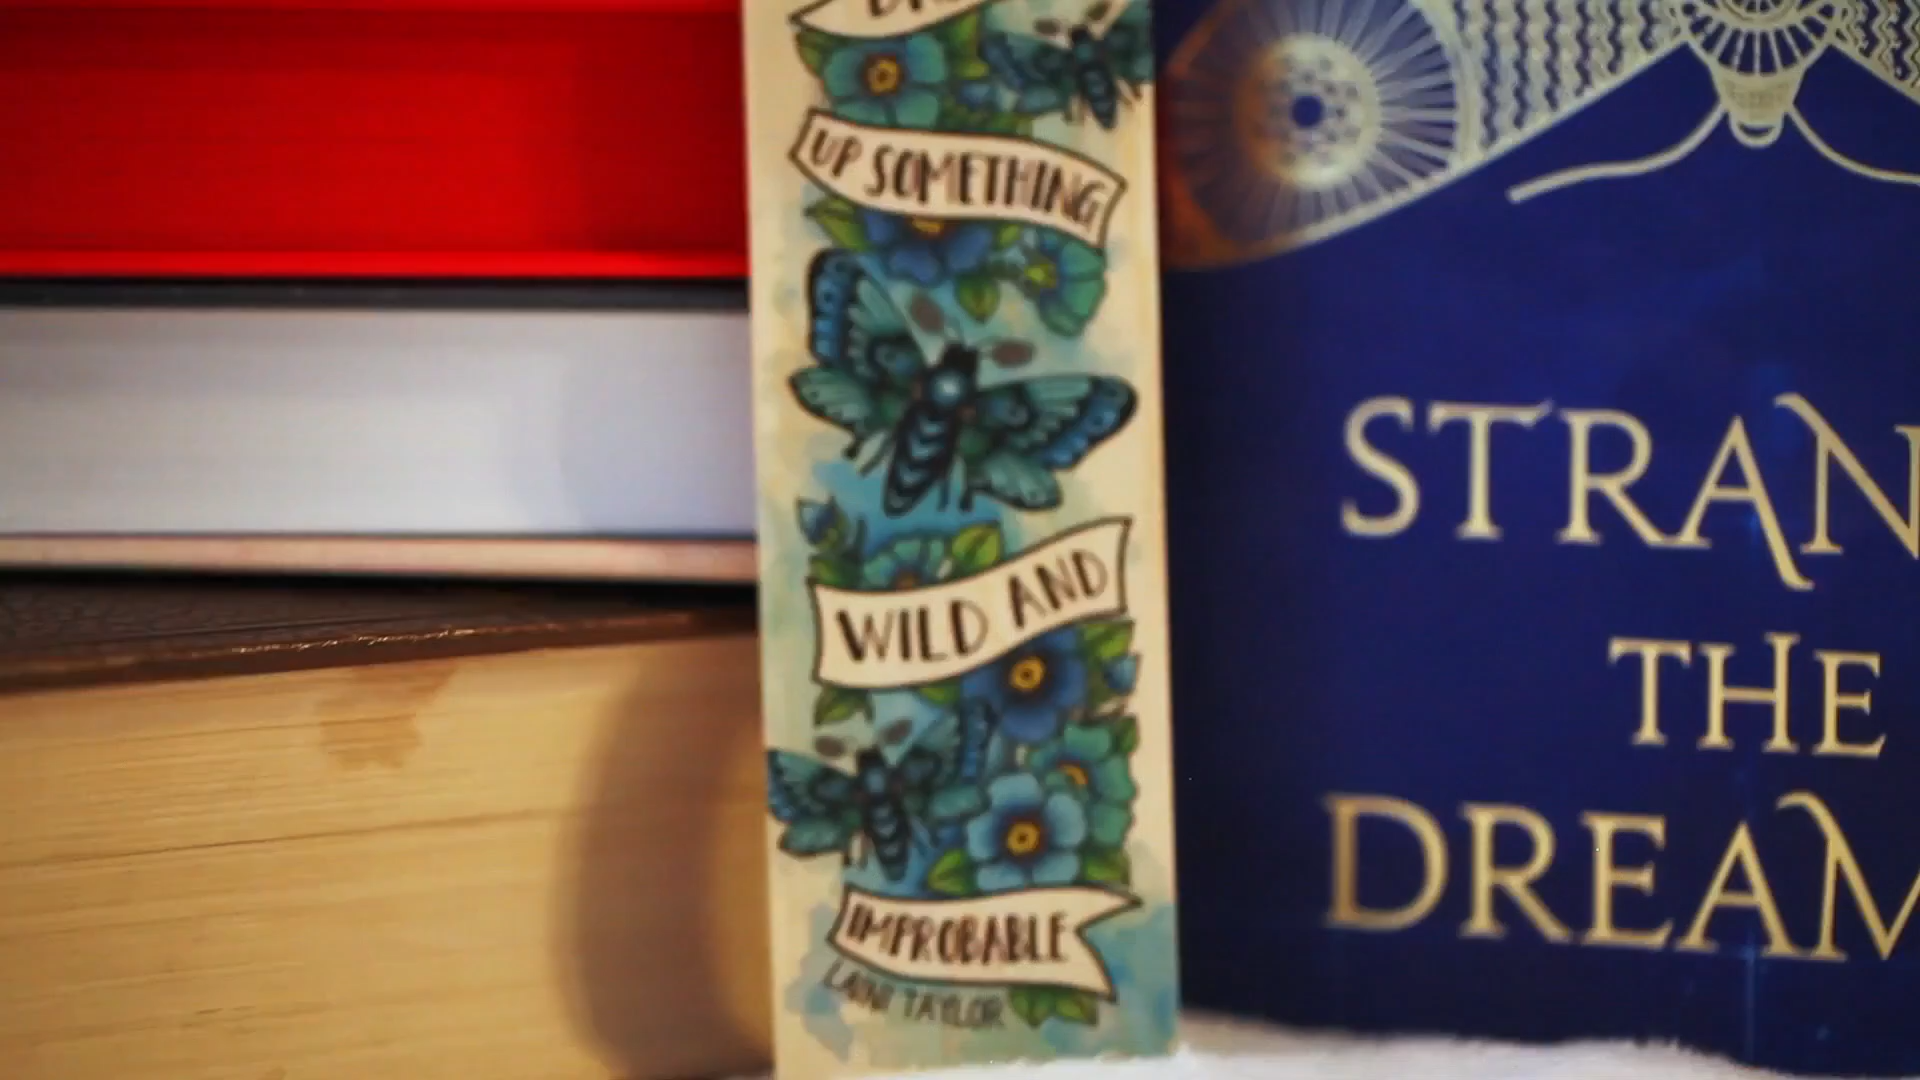 UP SOMETHING
WILD AND
IMPROBABLE
LAINI TAYLOR
STRAN
THE
DREAM